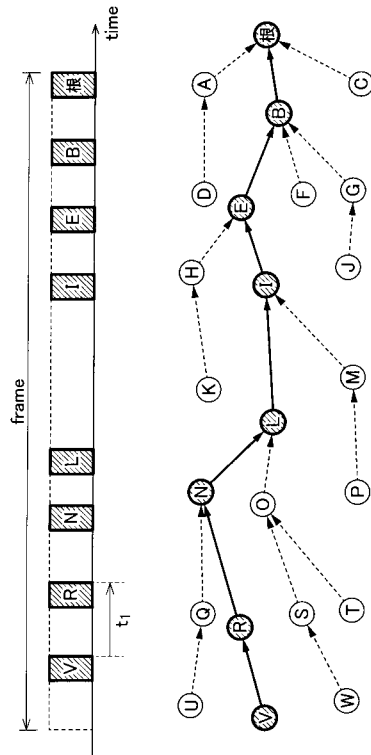 frame
V R N L I E B 根
time
t₁
U Q N H D A
K
V R L I E B 根
W S O F
T P M J G C